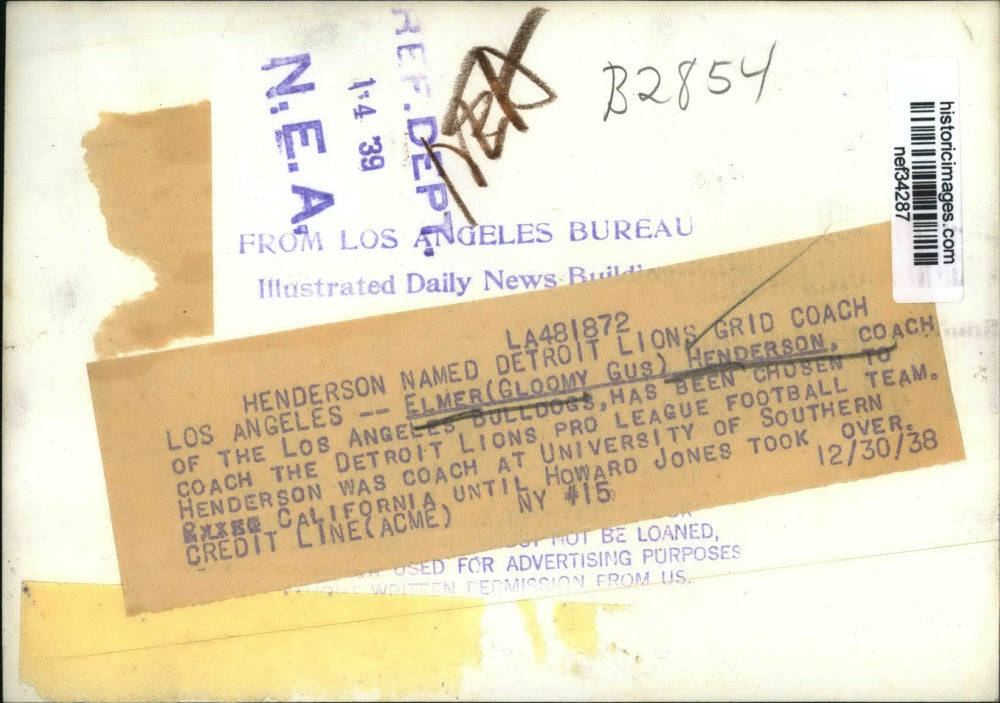 REF. DEPT.
1·4 '39
N.E.A.
B2854
historicimages.com
nef34287
FROM LOS ANGELES BUREAU
Illustrated Daily News
LA481872
HENDERSON NAMED DETROIT LIONS GRID COACH
LOS ANGELES -- ELMER(GLOOMY GUS) HENDERSON, COACH
OF THE LOS ANGELES BULLDOGS, HAS BEEN CHOSEN TO
COACH THE DETROIT LIONS PRO LEAGUE FOOTBALL TEAM.
HENDERSON WAS COACH AT UNIVERSITY OF SOUTHERN
CALIFORNIA UNTIL HOWARD JONES TOOK OVER.
CREDIT LINE(ACME) NY #15 12/30/38
NOT BE LOANED,
USED FOR ADVERTISING PURPOSES
WRITTEN PERMISSION FROM US.